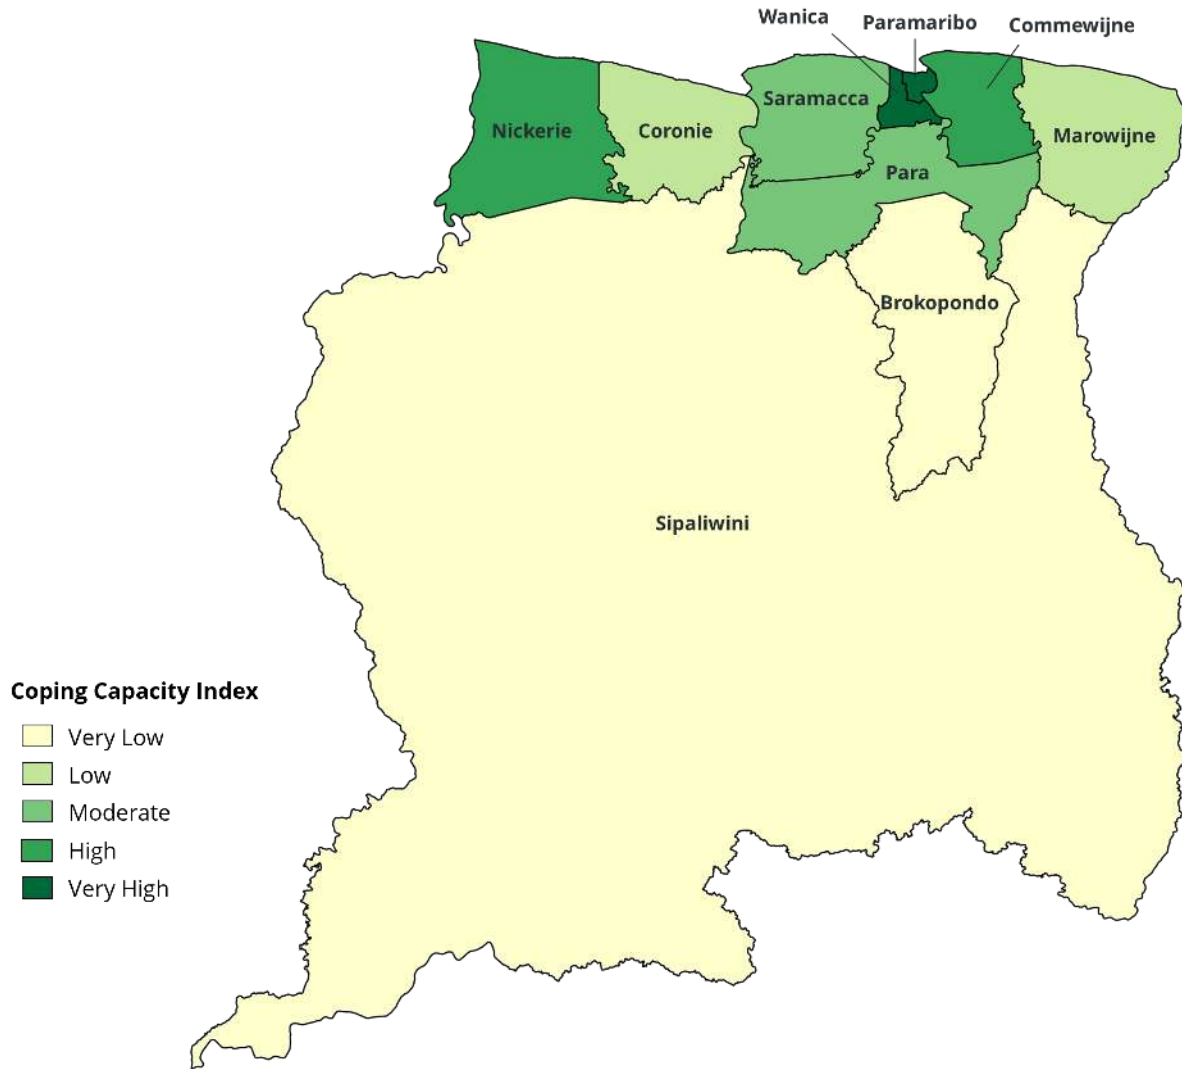 Wanica
Paramaribo
Commewijne
Saramacca
Nickerie
Coronie
Marowijne
Para
Brokopondo
Sipaliwini
Coping Capacity Index
Very Low
Low
Moderate
High
Very High